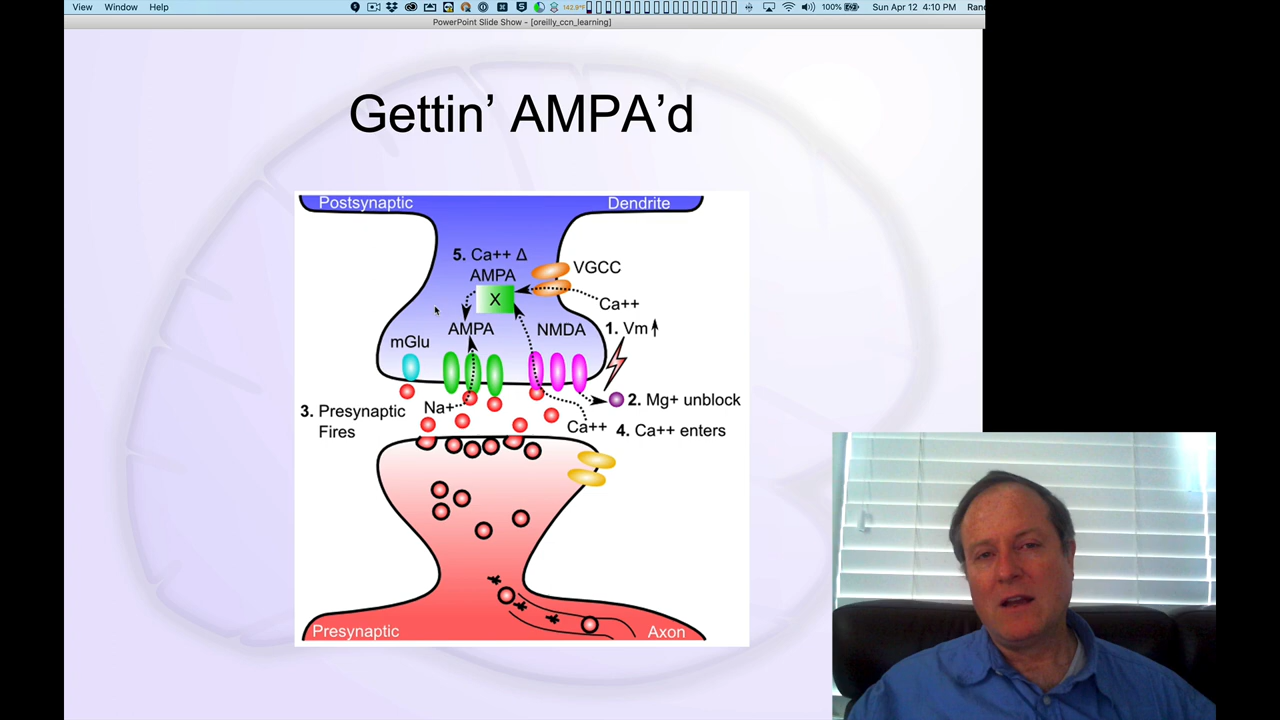 View Window Help
142.9°F
100%
Sun Apr 12 4:10 PM
PowerPoint Slide Show - [oreilly_ccn_learning]
Gettin’ AMPA’d
Postsynaptic
Dendrite
5. Ca++ Δ
AMPA
VGCC
X
Ca++
AMPA
NMDA
1. Vm
mGlu
2. Mg+ unblock
3. Presynaptic
Fires
Na+
Ca++
4. Ca++ enters
Presynaptic
Axon